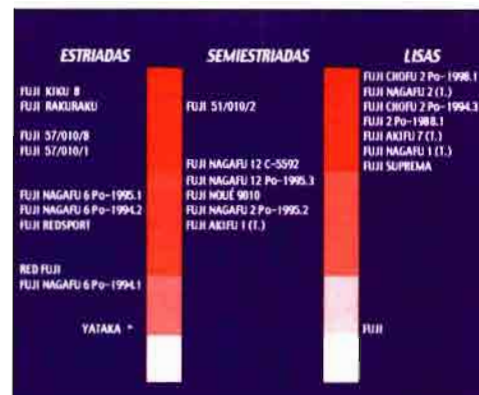 ESTRIADAS
FUJI KIKU 8
FUJI RAKURAKU
FUJI 57/010/8
FUJI 57/010/1
FUJI NAGAFU 6 Po-1995.1
FUJI NAGAFU 6 Po-1994.2
FUJI REDSPORT
RED FUJI
FUJI NAGAFU 6 Po-1994.1
YATAKA *
SEMIESTRIADAS
FUJI 51/010/2
FUJI NAGAFU 12 C-5592
FUJI NAGAFU 12 Po-1995.3
FUJI NOUÉ 9010
FUJI NAGAFU 2 Po-1995.2
FUJI AKIFU 1 (T.)
LISAS
FUJI CHOFU 2 Po-1998.1
FUJI NAGAFU 2 (T.)
FUJI CHOFU 2 Po-1994.3
FUJI 2 Po-1988.1
FUJI AKIFU 7 (T.)
FUJI NAGAFU 1 (T.)
FUJI SUPREMA
FUJI